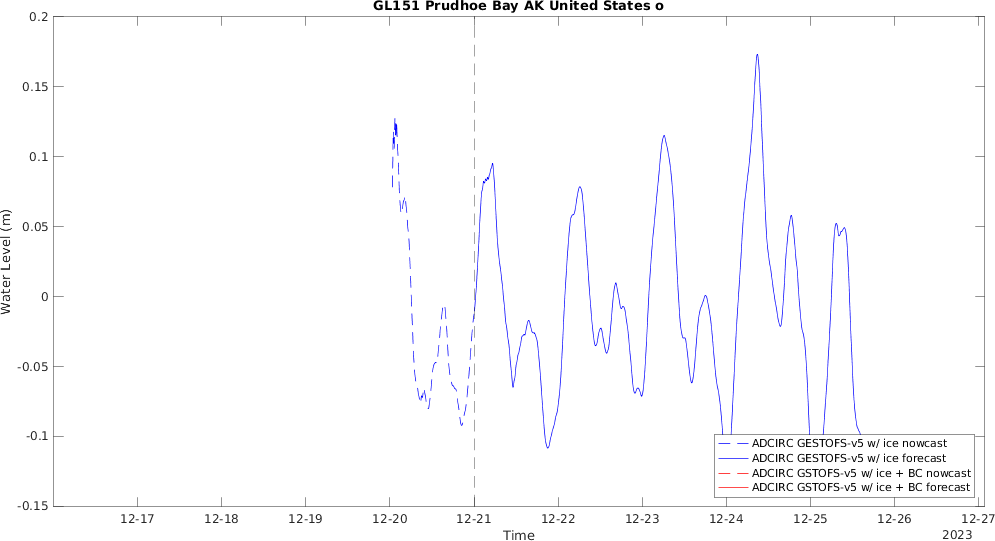 GL151 Prudhoe Bay AK United States o
0.2
0.15
0.1
0.05
0
-0.05
-0.1
-0.15
Water Level (m)
ADCIRC GESTOFS-v5 w/ ice nowcast
ADCIRC GESTOFS-v5 w/ ice forecast
ADCIRC GSTOFS-v5 w/ ice + BC nowcast
ADCIRC GSTOFS-v5 w/ ice + BC forecast
12-17 12-18 12-19 12-20 12-21 12-22 12-23 12-24 12-25 12-26 12-27
Time
2023